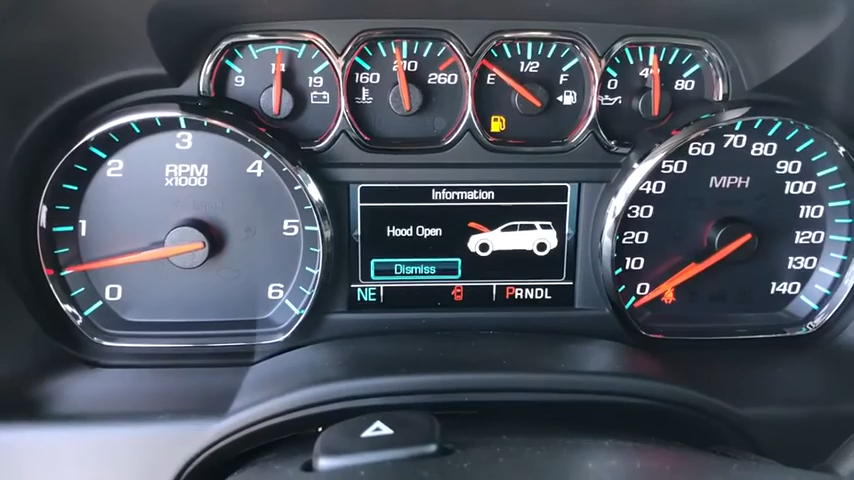 9 14 19
160 210 260
E 1/2 F
0 40 80
0 1 2 3 4 5 6
RPM
X1000
Information
Hood Open
Dismiss
NE
PRNDL
0 10 20 30 40 50 60 70 80 90 100 110 120 130 140
MPH